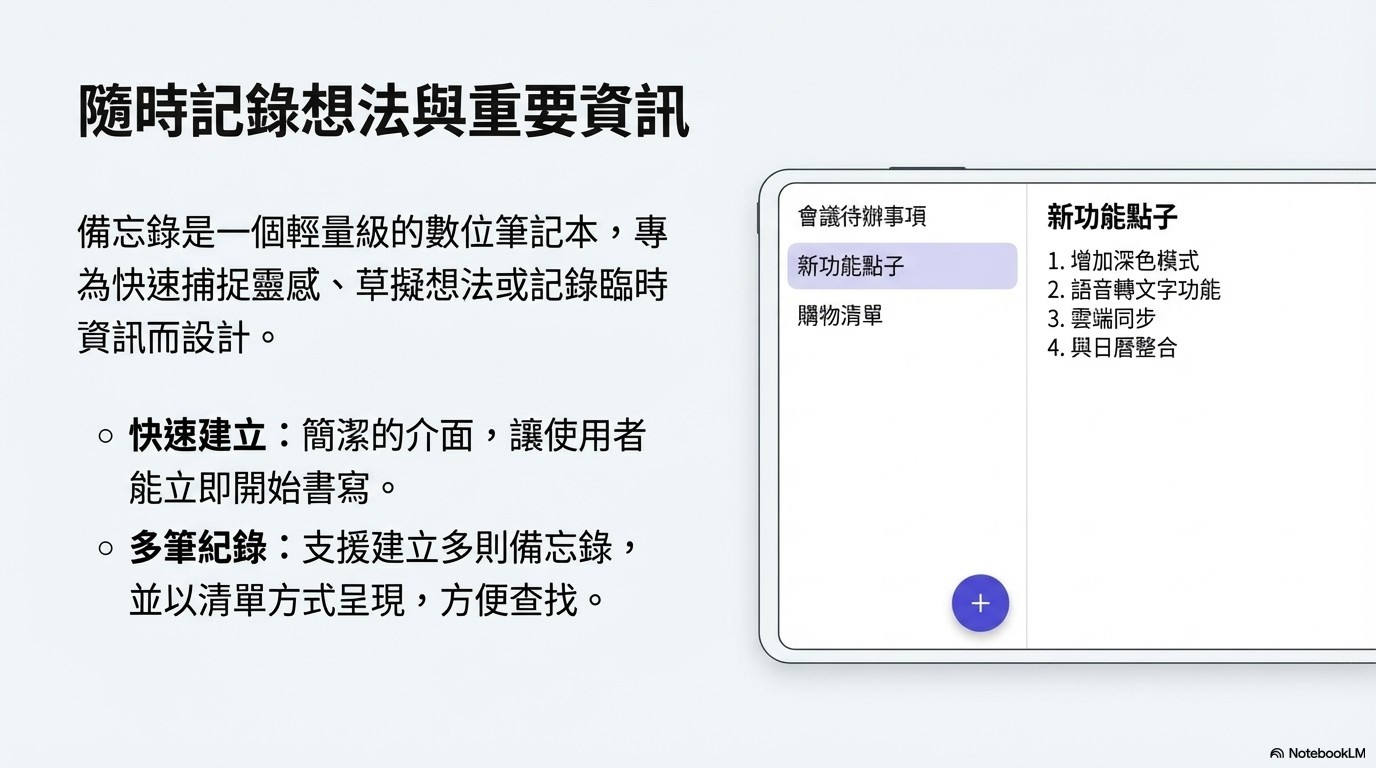 隨時記錄想法與重要資訊
備忘錄是一個輕量級的數位筆記本，專
為快速捕捉靈感、草擬想法或記錄臨時
資訊而設計。
快速建立：簡潔的介面，讓使用者
能立即開始書寫。
多筆紀錄：支援建立多則備忘錄，
並以清單方式呈現，方便查找。
會議待辦事項
新功能點子
購物清單
新功能點子
1. 增加深色模式
2. 語音轉文字功能
3. 雲端同步
4. 與日曆整合
NotebookLM